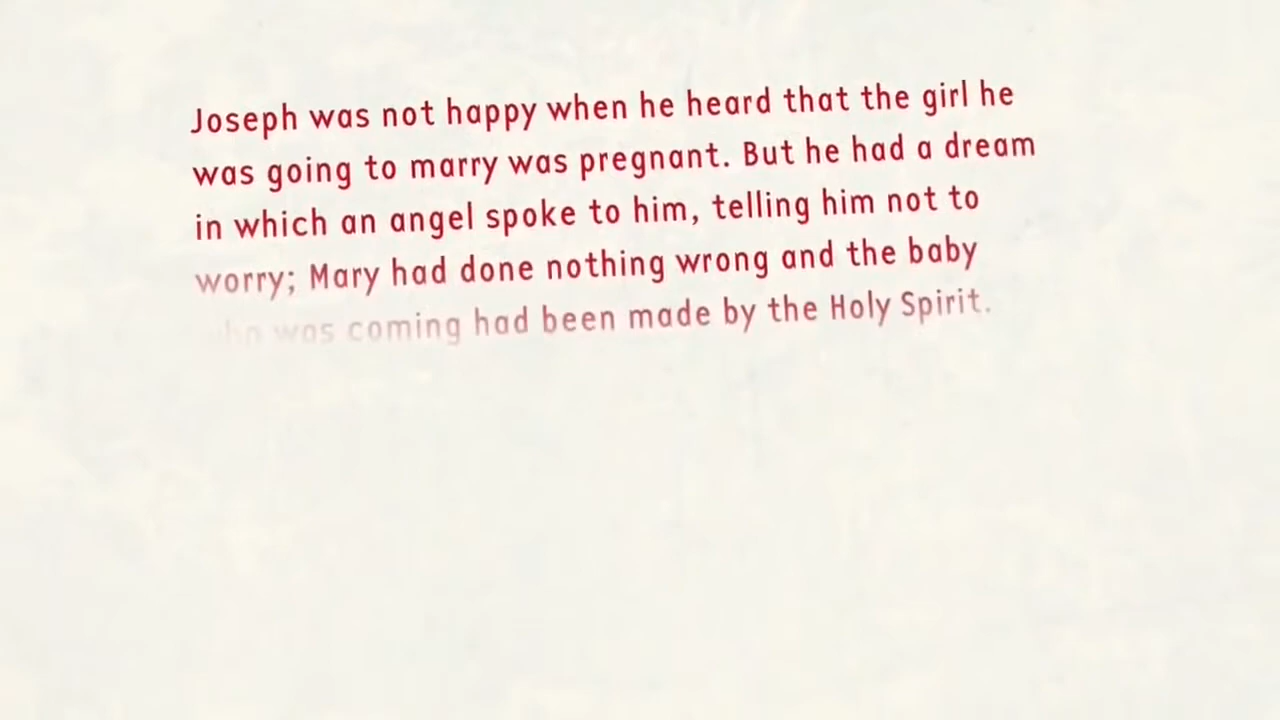 Joseph was not happy when he heard that the girl he
was going to marry was pregnant. But he had a dream
in which an angel spoke to him, telling him not to
worry; Mary had done nothing wrong and the baby
was coming had been made by the Holy Spirit.